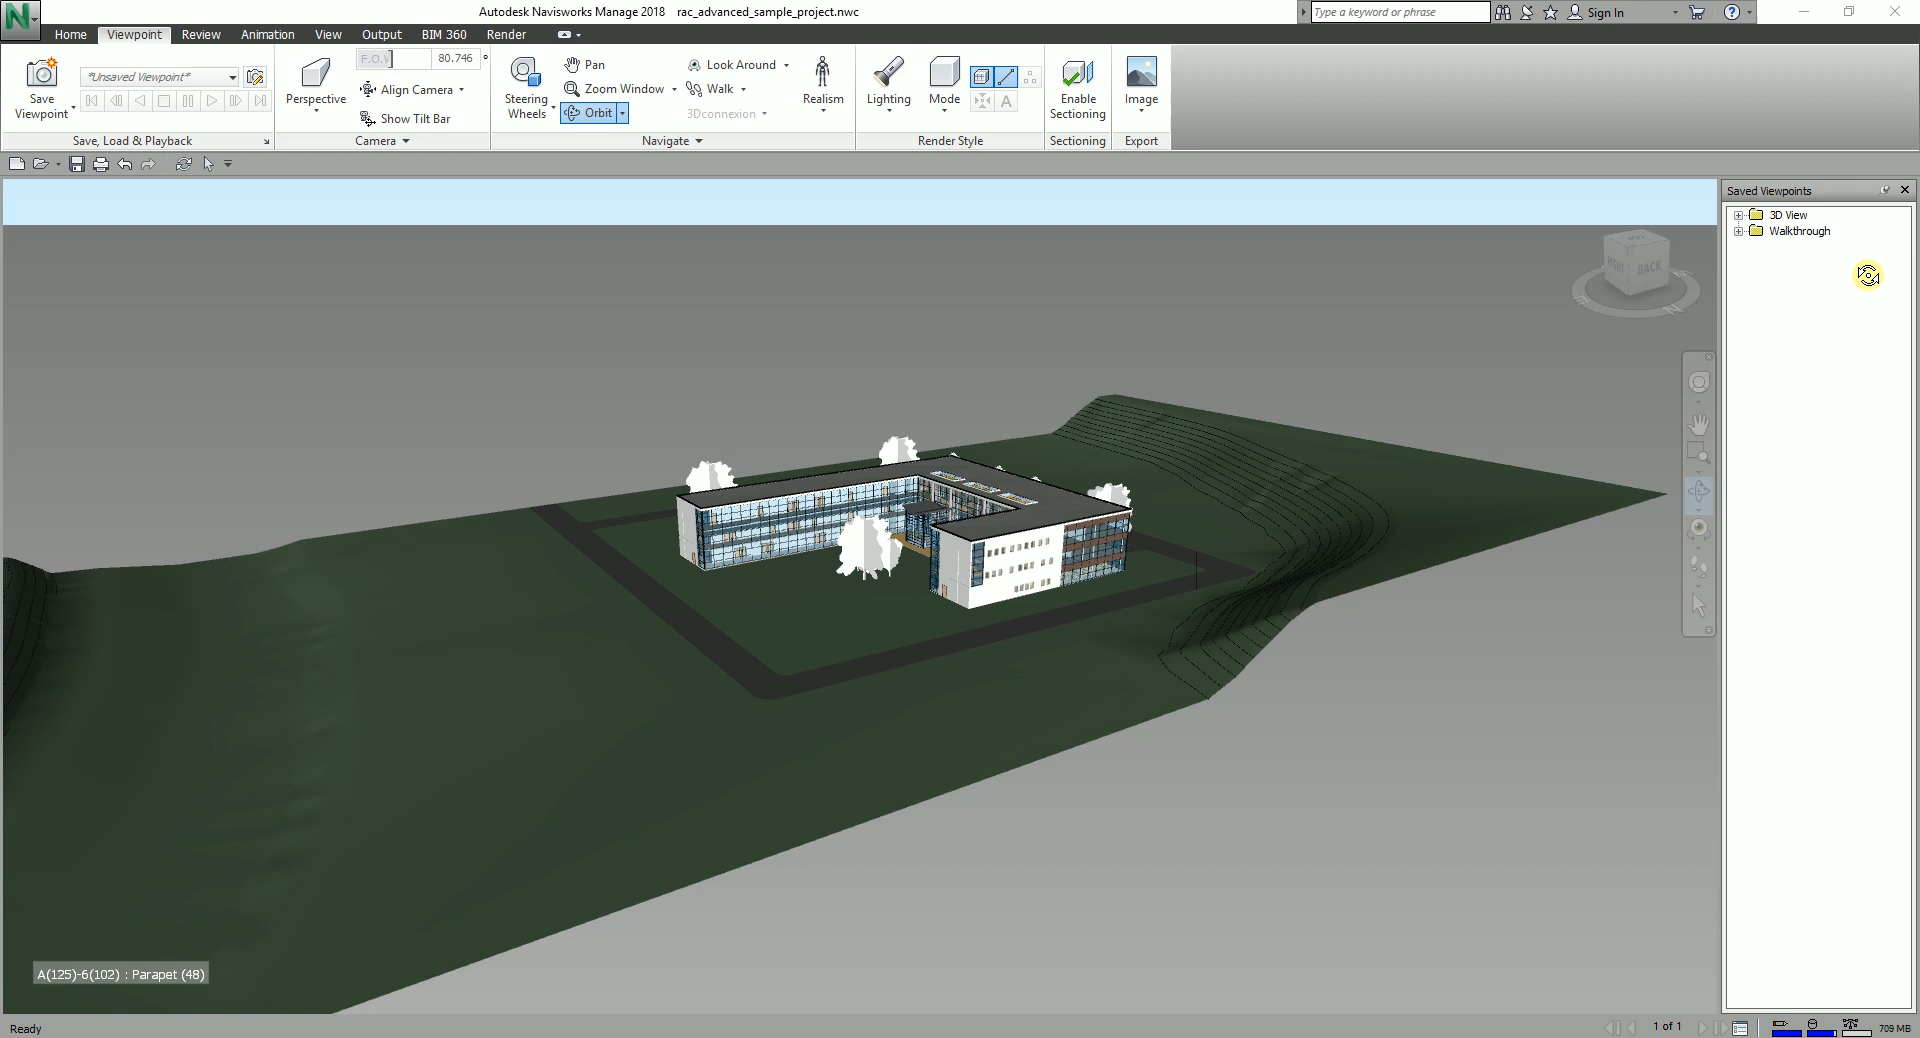 Autodesk Navisworks Manage 2018 rac_advanced_sample_project.nwc
Type a keyword or phrase
Sign In
Home Viewpoint Review Animation View Output BIM 360 Render
Save Viewpoint
*Unsaved Viewpoint*
Perspective
F.O.V 80.746 °
Align Camera
Show Tilt Bar
Steering Wheels
Pan
Zoom Window
Orbit
Look Around
Walk
3Dconnexion
Realism
Lighting
Mode
A
Enable Sectioning
Image
Save, Load & Playback Camera Navigate Render Style Sectioning Export
Saved Viewpoints
3D View
Walkthrough
RIGHT BACK
N
A(125)-6(102) : Parapet (48)
Ready
1 of 1
709 MB